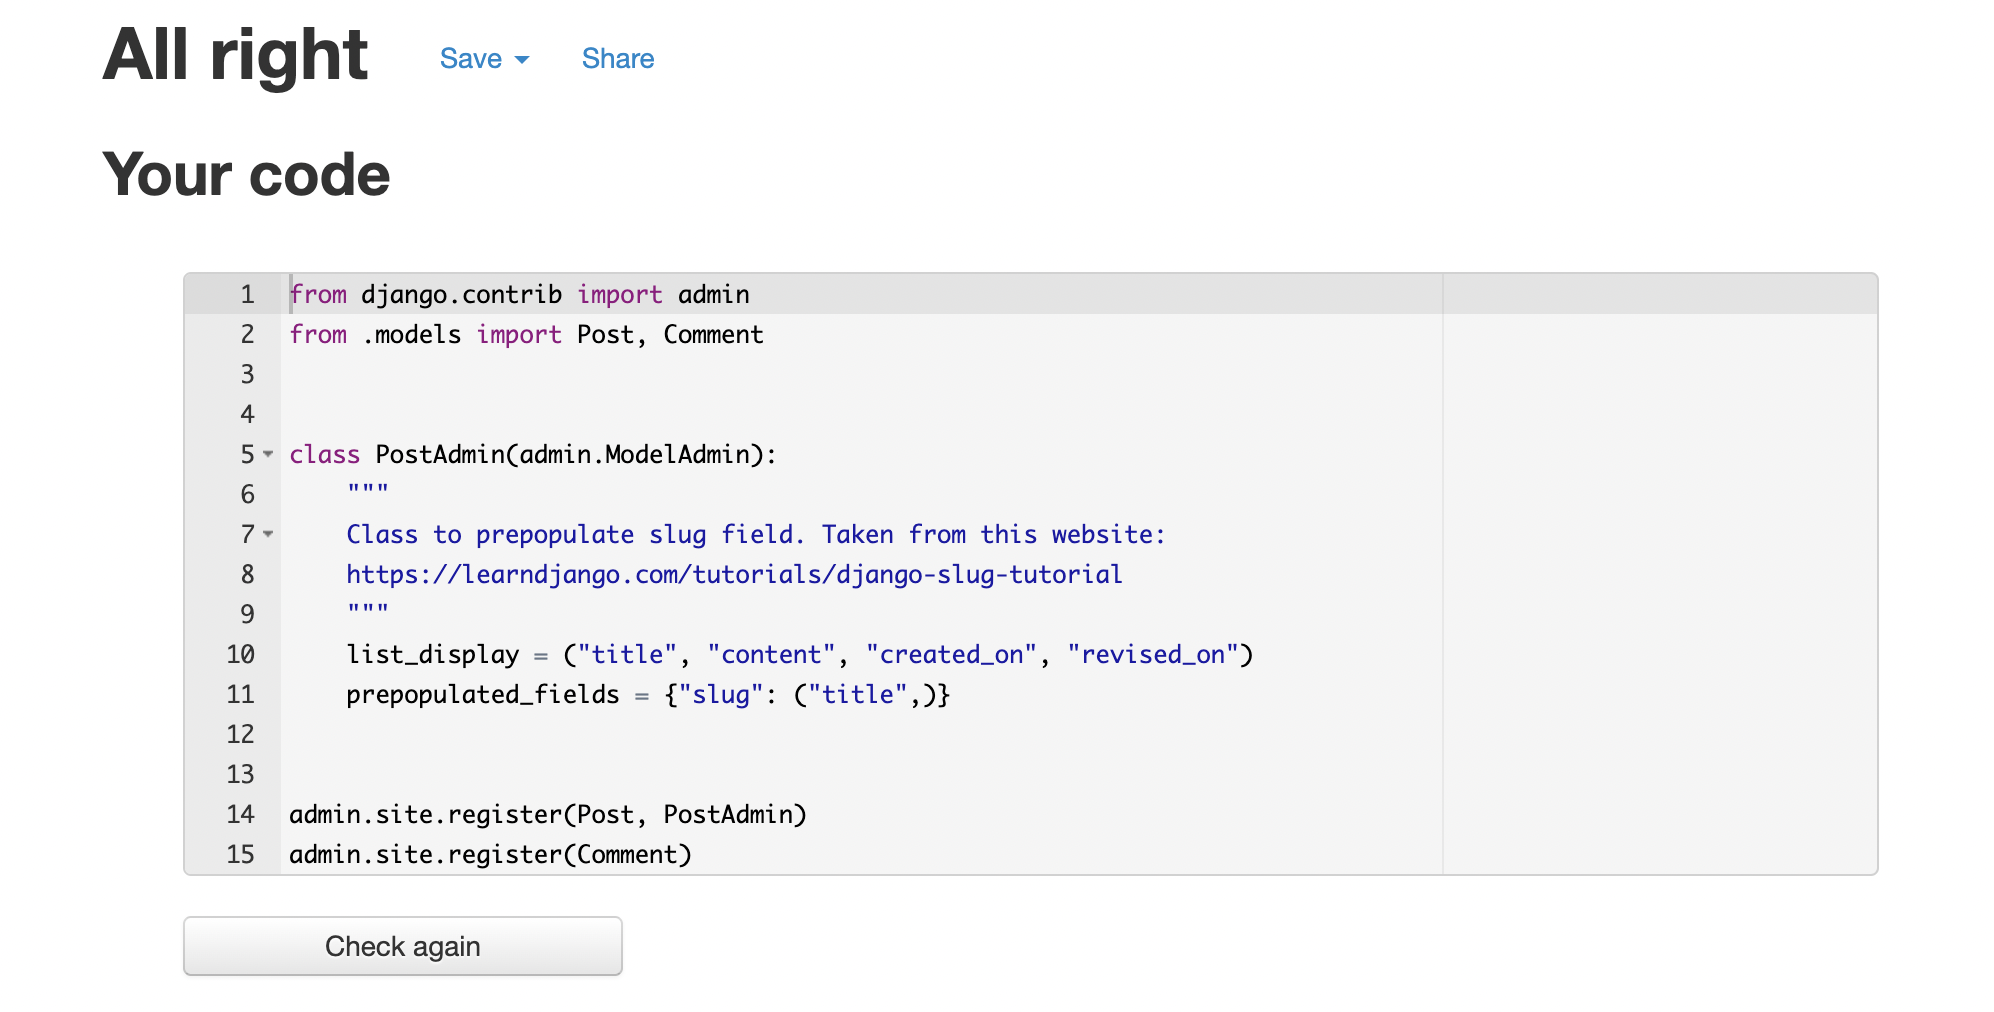 All right Save Share
Your code
1 from django.contrib import admin
2 from .models import Post, Comment
3
4
5 class PostAdmin(admin.ModelAdmin):
6     """
7     Class to prepopulate slug field. Taken from this website:
8     https://learndjango.com/tutorials/django-slug-tutorial
9     """
10     list_display = ("title", "content", "created_on", "revised_on")
11     prepopulated_fields = {"slug": ("title",)}
12
13
14 admin.site.register(Post, PostAdmin)
15 admin.site.register(Comment)
Check again